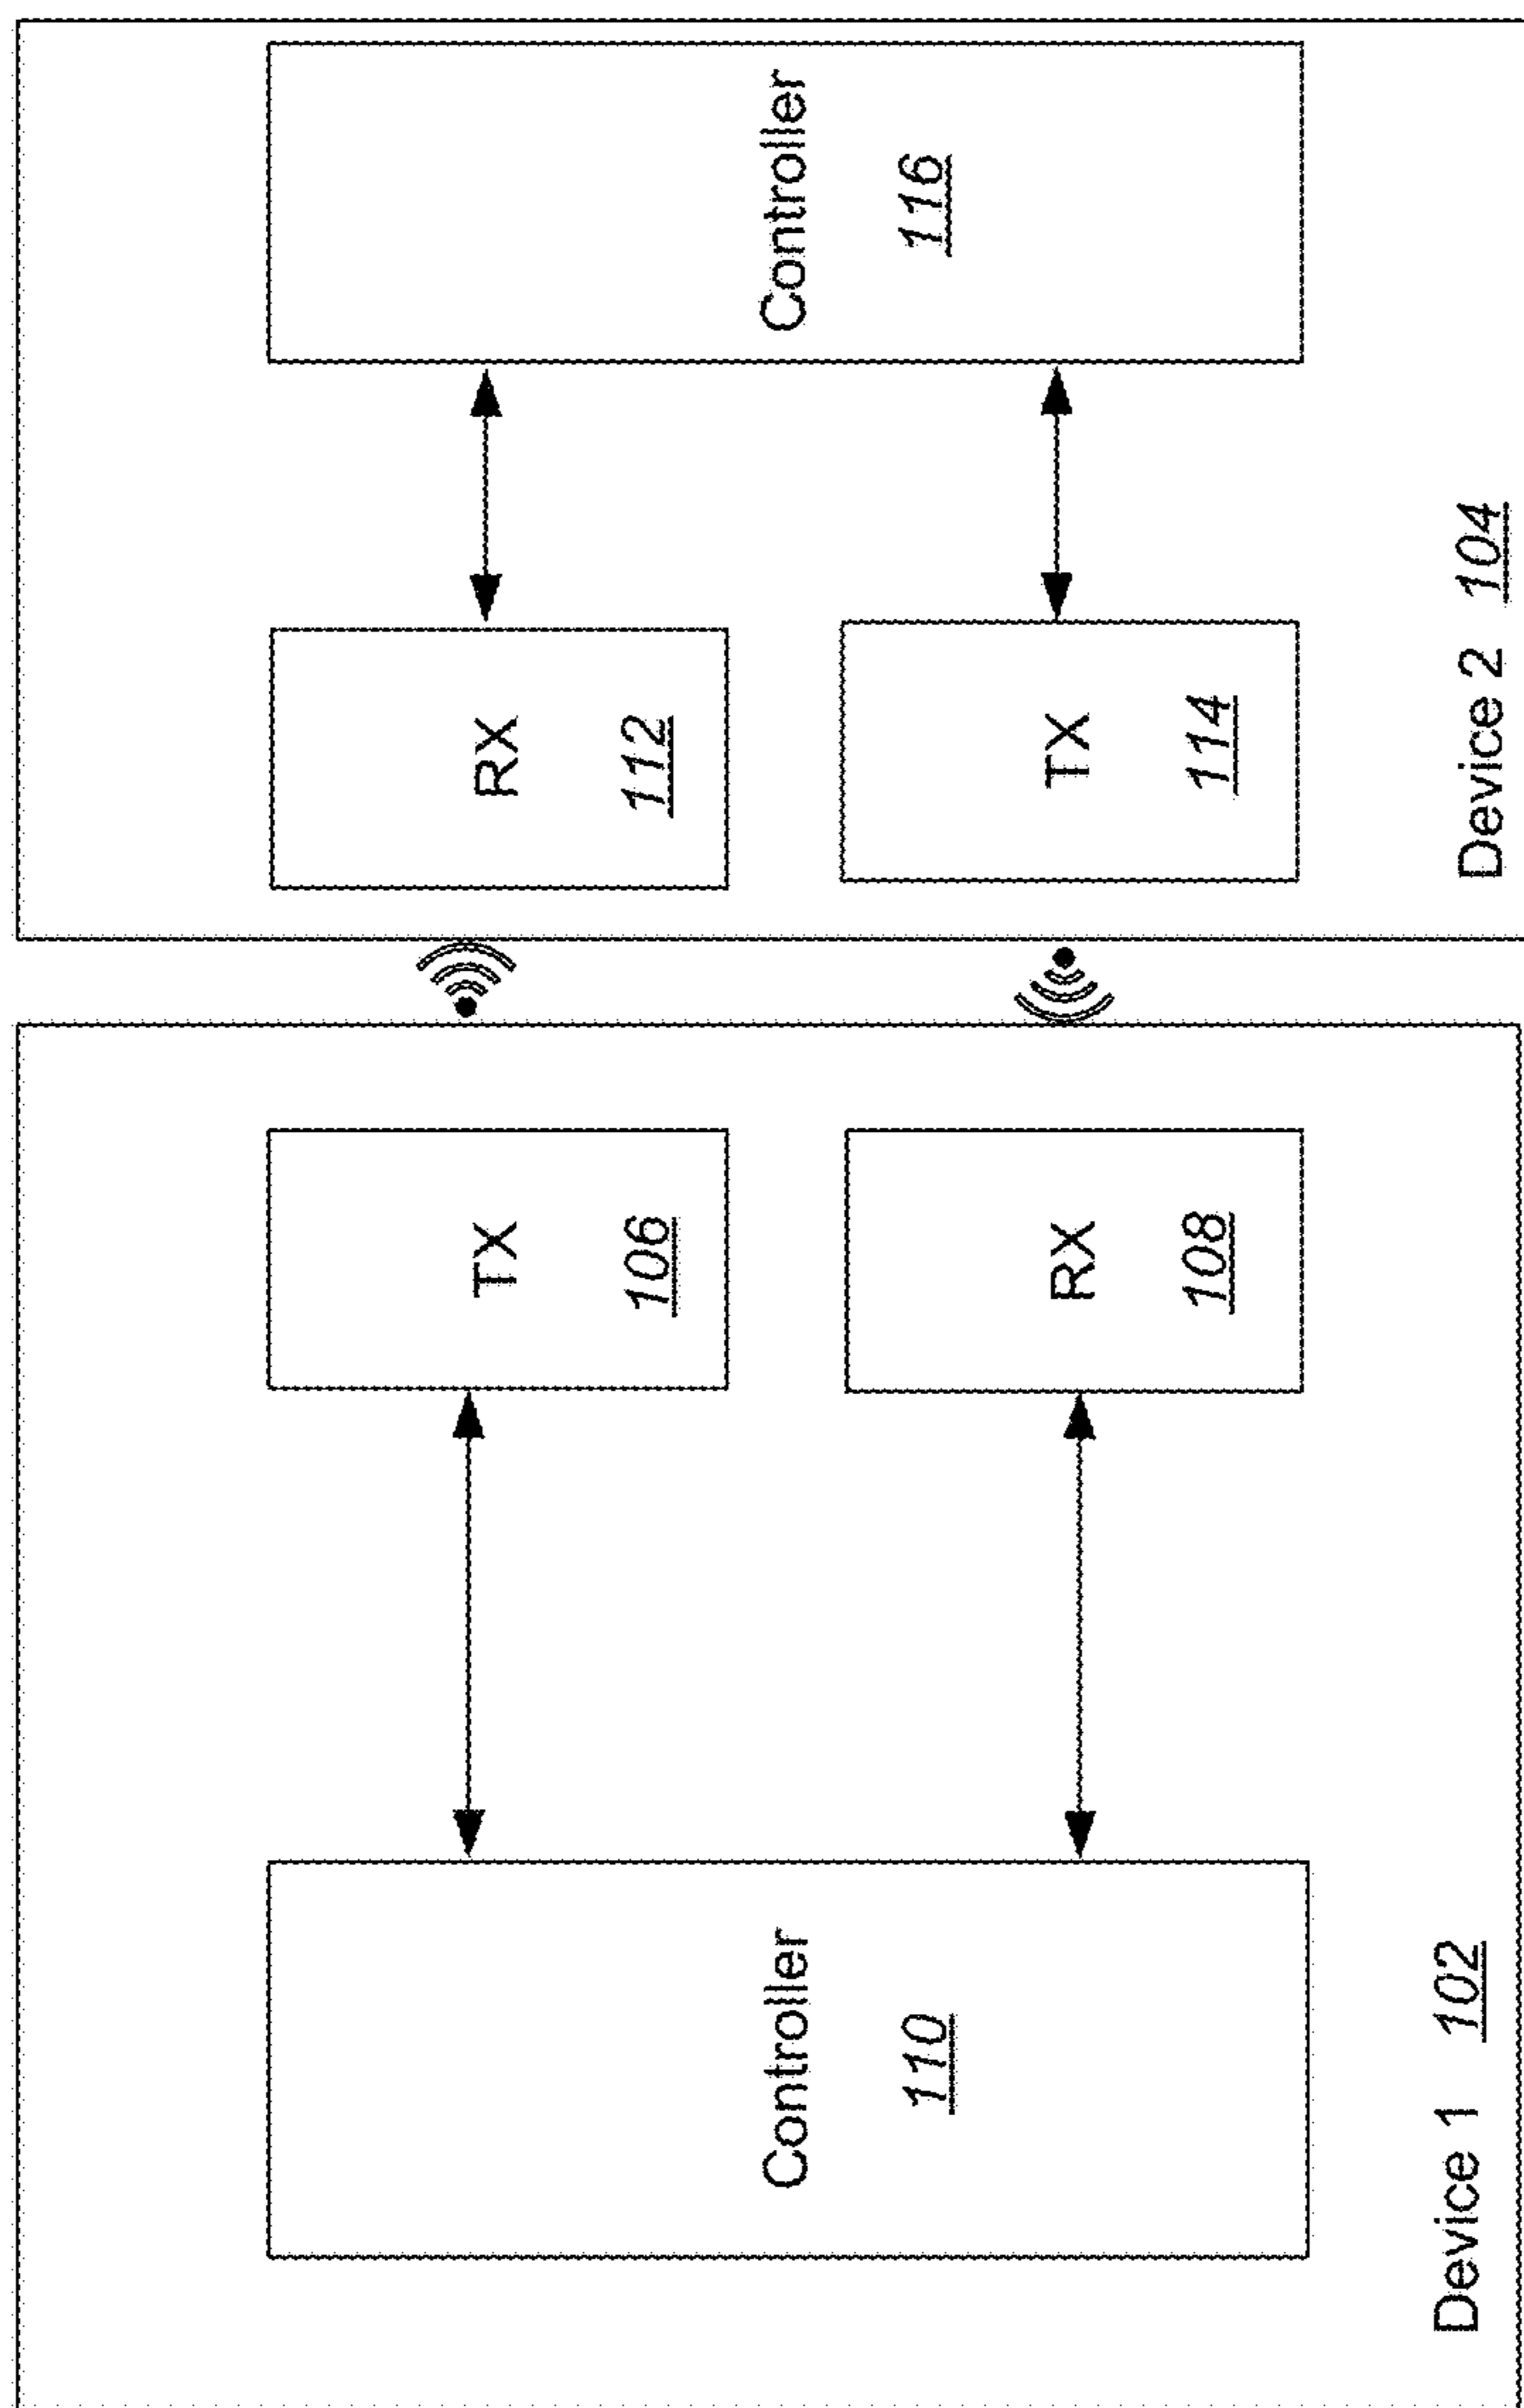 Controller
110
TX
106
RX
108
Device 1 102
RX
112
TX
114
Controller
116
Device 2 104